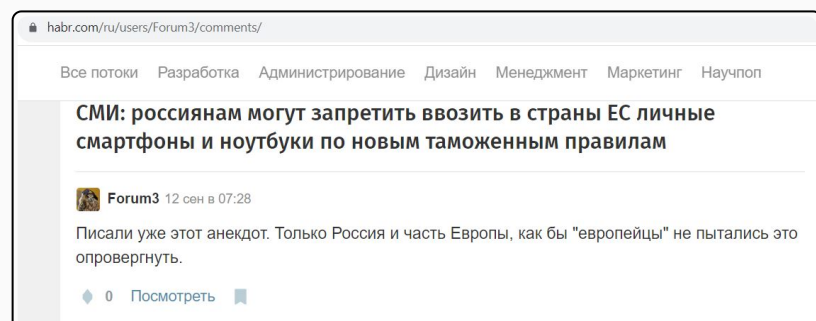 habr.com/ru/users/Forum3/comments/
Все потоки Разработка Администрирование Дизайн Менеджмент Маркетинг Научпоп
СМИ: россиянам могут запретить ввозить в страны ЕС личные
смартфоны и ноутбуки по новым таможенным правилам
Forum3 12 сен в 07:28
Писали уже этот анекдот. Только Россия и часть Европы, как бы "европейцы" не пытались это
опровергнуть.
0 Посмотреть